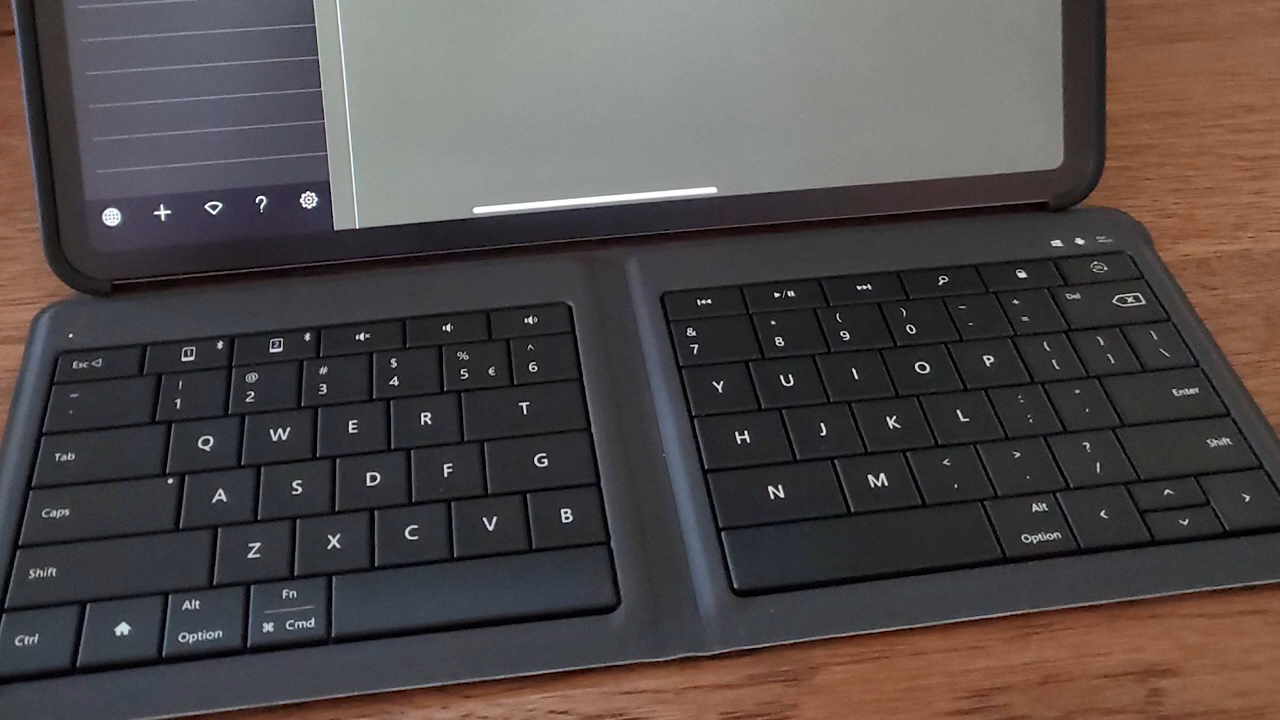 ?
Esc 1 2
! @ # $ % ^
1 2 3 4 5 € 6
Tab Q W E R T
Caps A S D F G
Shift Z X C V B
Ctrl Alt Option Fn ⌘ Cmd
& * ( ) - + Del
7 8 9 0 - =
Y U I O P { } |
[ ] \
H J K L : ; " , Enter
N M < , > . ? / Shift
Alt Option < ^ >